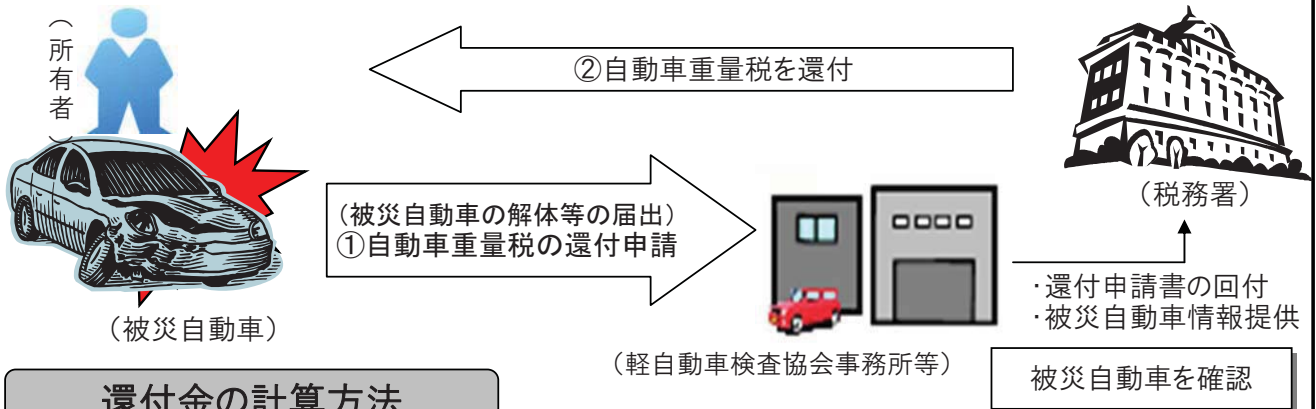 （所有者）
②自動車重量税を還付
（税務署）
（被災自動車の解体等の届出）
①自動車重量税の還付申請
・還付申請書の回付
・被災自動車情報提供
（被災自動車）
（軽自動車検査協会事務所等）
被災自動車を確認
還付金の計算方法